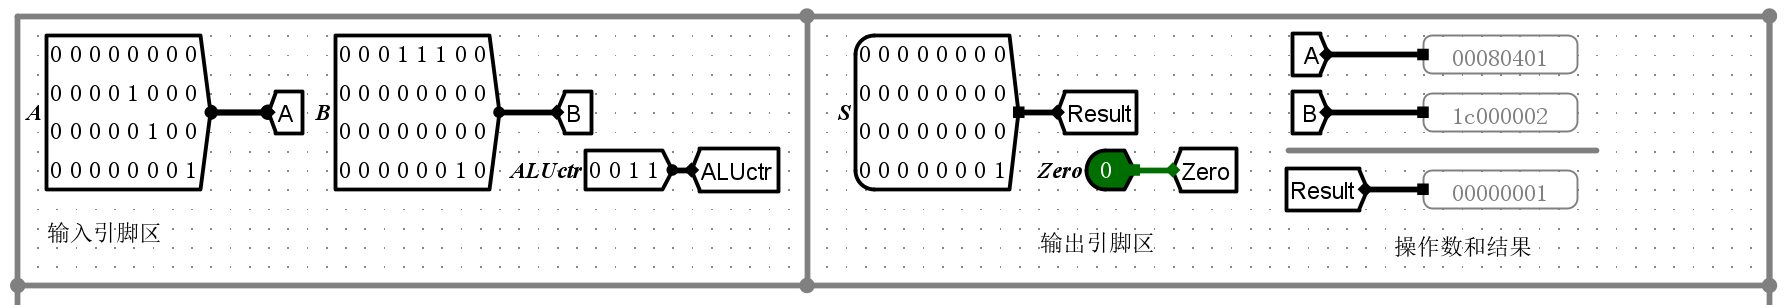 A
0 0 0 0 0 0 0 0
0 0 0 0 1 0 0 0
0 0 0 0 0 1 0 0
0 0 0 0 0 0 0 1
A
B
0 0 0 1 1 1 0 0
0 0 0 0 0 0 0 0
0 0 0 0 0 0 0 0
0 0 0 0 0 0 1 0
B
ALUctr 0 0 1 1 ALUctr
输入引脚区
S
0 0 0 0 0 0 0 0
0 0 0 0 0 0 0 0
0 0 0 0 0 0 0 0
0 0 0 0 0 0 0 1
Result
Zero 0 Zero
输出引脚区
A 00080401
B 1c000002
Result 00000001
操作数和结果